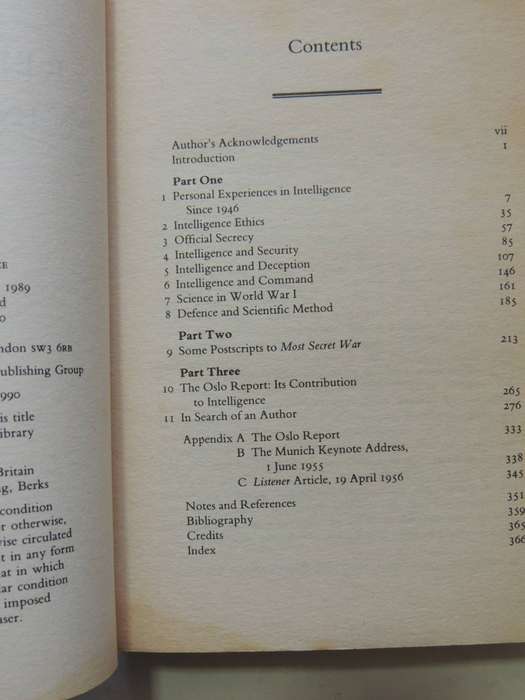 1989
ndon SW3 6RB
ublishing Group
990
is title
ibrary
Britain
g, Berks
condition
r otherwise,
rise circulated
t in any form
at in which
ar condition
imposed
aser.
Contents
Author's Acknowledgements vii
Introduction 1
Part One
1 Personal Experiences in Intelligence
Since 1946 7
2 Intelligence Ethics 35
3 Official Secrecy 57
4 Intelligence and Security 85
5 Intelligence and Deception 107
6 Intelligence and Command 146
7 Science in World War I 161
8 Defence and Scientific Method 185
Part Two
9 Some Postscripts to Most Secret War 213
Part Three
10 The Oslo Report: Its Contribution
to Intelligence 265
11 In Search of an Author 276
Appendix A The Oslo Report 333
B The Munich Keynote Address,
1 June 1955 338
C Listener Article, 19 April 1956 345
Notes and References 351
Bibliography 359
Credits 365
Index 366